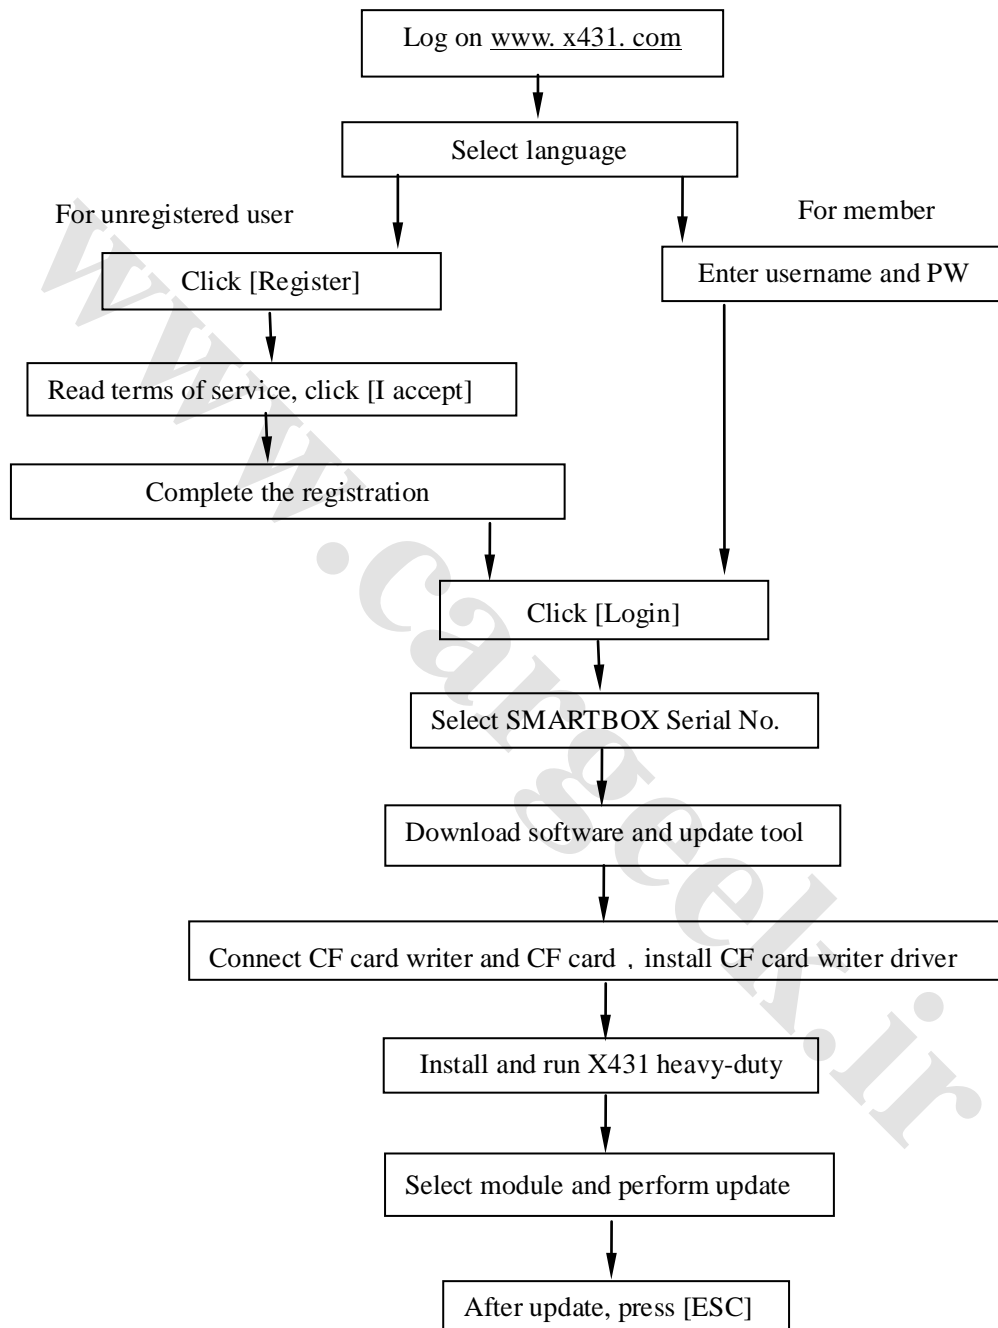 Log on www. x431. com
Select language
For unregistered user
For member
Click [Register]
Enter username and PW
Read terms of service, click [I accept]
Complete the registration
Click [Login]
Select SMARTBOX Serial No.
Download software and update tool
Connect CF card writer and CF card , install CF card writer driver
Install and run X431 heavy-duty
Select module and perform update
After update, press [ESC]
www.cargeek.ir